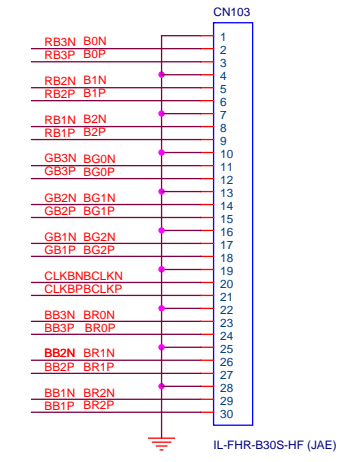 CN103
1
RB3N B0N 2
RB3P B0P 3
4
RB2N B1N 5
RB2P B1P 6
7
RB1N B2N 8
RB1P B2P 9
10
GB3N BG0N 11
GB3P BG0P 12
13
GB2N BG1N 14
GB2P BG1P 15
16
GB1N BG2N 17
GB1P BG2P 18
19
CLKBNBCLKN 20
CLKBPBCLKP 21
22
BB3N BR0N 23
BB3P BR0P 24
25
BB2N BR1N 26
BB2P BR1P 27
28
BB1N BR2N 29
BB1P BR2P 30
IL-FHR-B30S-HF (JAE)